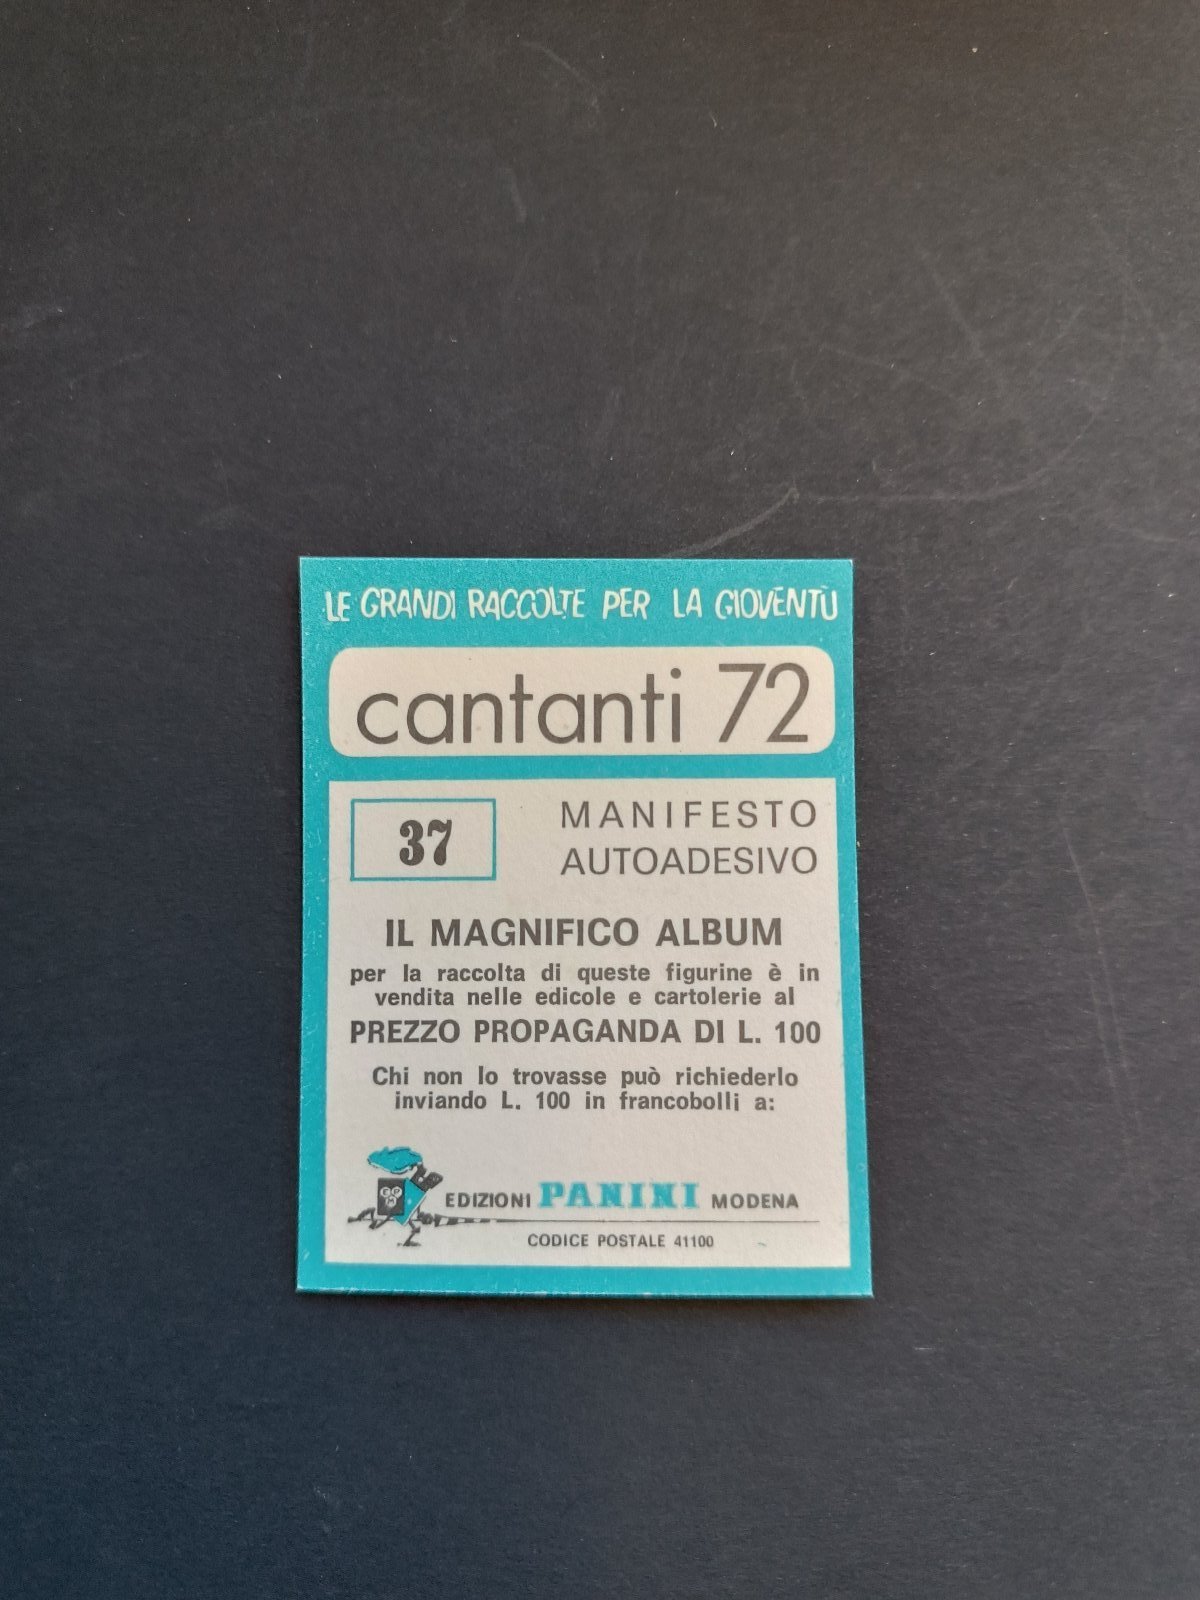 LE GRANDI RACCOLTE PER LA GIOVENTÙ
cantanti 72
37
MANIFESTO
AUTOADESIVO
IL MAGNIFICO ALBUM
per la raccolta di queste figurine è in
vendita nelle edicole e cartolerie al
PREZZO PROPAGANDA DI L. 100
Chi non lo trovasse può richiederlo
inviando L. 100 in francobolli a:
EPM
EDIZIONI PANINI MODENA
CODICE POSTALE 41100